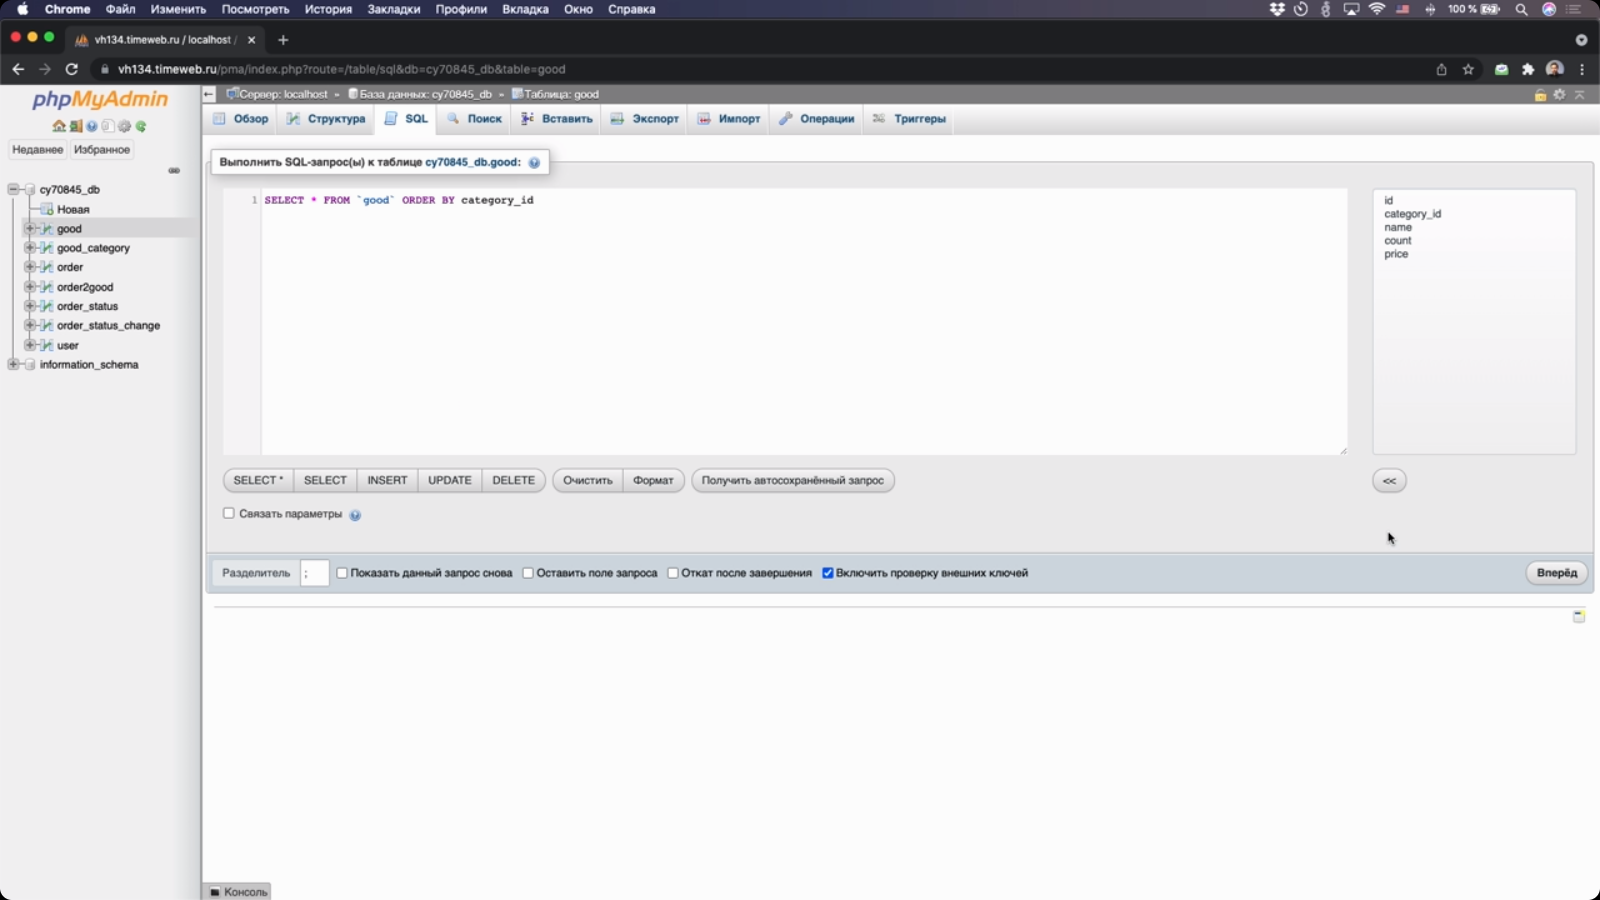 Chrome Файл Изменить Посмотреть История Закладки Профили Вкладка Окно Справка 100 %
vh134.timeweb.ru / localhost /
vh134.timeweb.ru/pma/index.php?route=/table/sql&db=cy70845_db&table=good
phpMyAdmin
Сервер: localhost » База данных: cy70845_db » Таблица: good
Обзор Структура SQL Поиск Вставить Экспорт Импорт Операции Триггеры
Недавнее Избранное
cy70845_db
Новая
good
good_category
order
order2good
order_status
order_status_change
user
information_schema
Выполнить SQL-запрос(ы) к таблице cy70845_db.good:
1 SELECT * FROM `good` ORDER BY category_id
id
category_id
name
count
price
SELECT * SELECT INSERT UPDATE DELETE Очистить Формат Получить автосохранённый запрос <<
Связать параметры
Разделитель ; Показать данный запрос снова Оставить поле запроса Откат после завершения Включить проверку внешних ключей Вперёд
Консоль